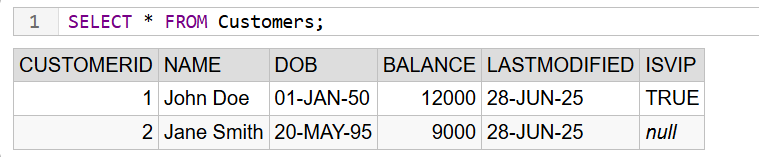 1 SELECT * FROM Customers;
CUSTOMERID NAME DOB BALANCE LASTMODIFIED ISVIP
1 John Doe 01-JAN-50 12000 28-JUN-25 TRUE
2 Jane Smith 20-MAY-95 9000 28-JUN-25 null